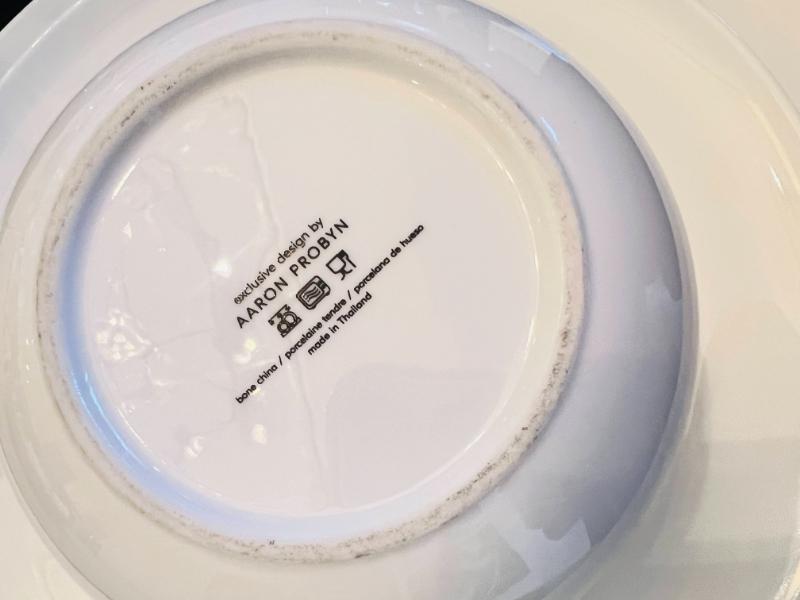 exclusive design by
AARON PROBYN
bone china / porcelaine tendre / porcelana de hueso
made in Thailand